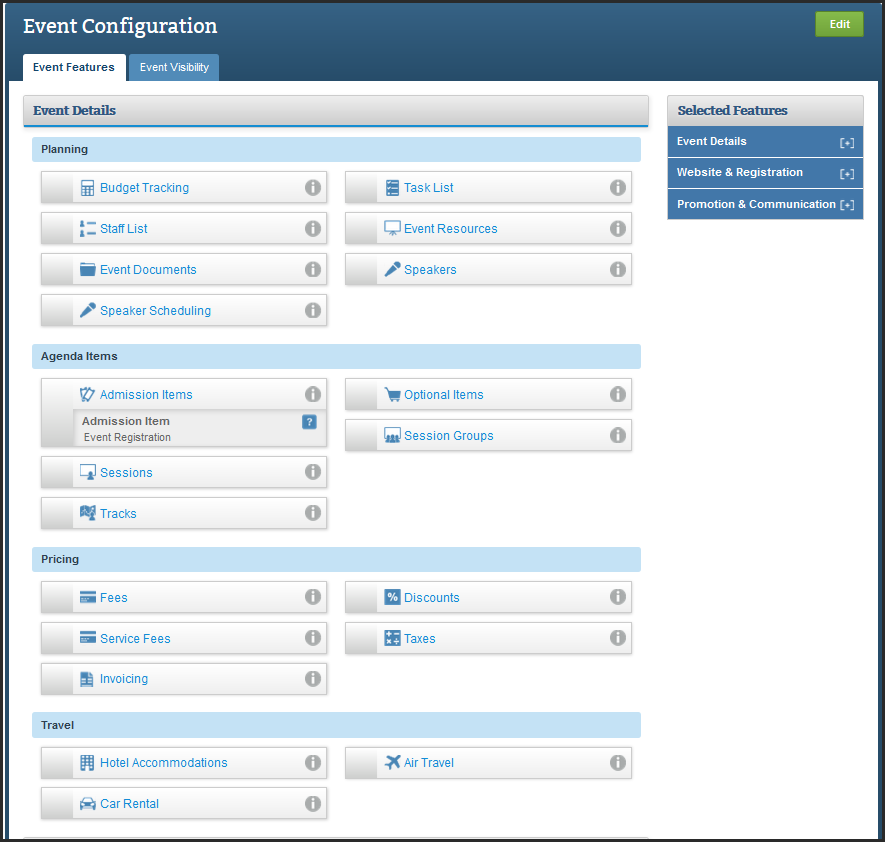 Event Configuration
Edit
Event Features
Event Visibility
Event Details
Planning
Budget Tracking
Task List
Staff List
Event Resources
Event Documents
Speakers
Speaker Scheduling
Agenda Items
Admission Items
Optional Items
Admission Item
?
Event Registration
Session Groups
Sessions
Tracks
Pricing
Fees
% Discounts
Service Fees
Taxes
Invoicing
Travel
Hotel Accommodations
Air Travel
Car Rental
Selected Features
Event Details [+]
Website & Registration [+]
Promotion & Communication [+]